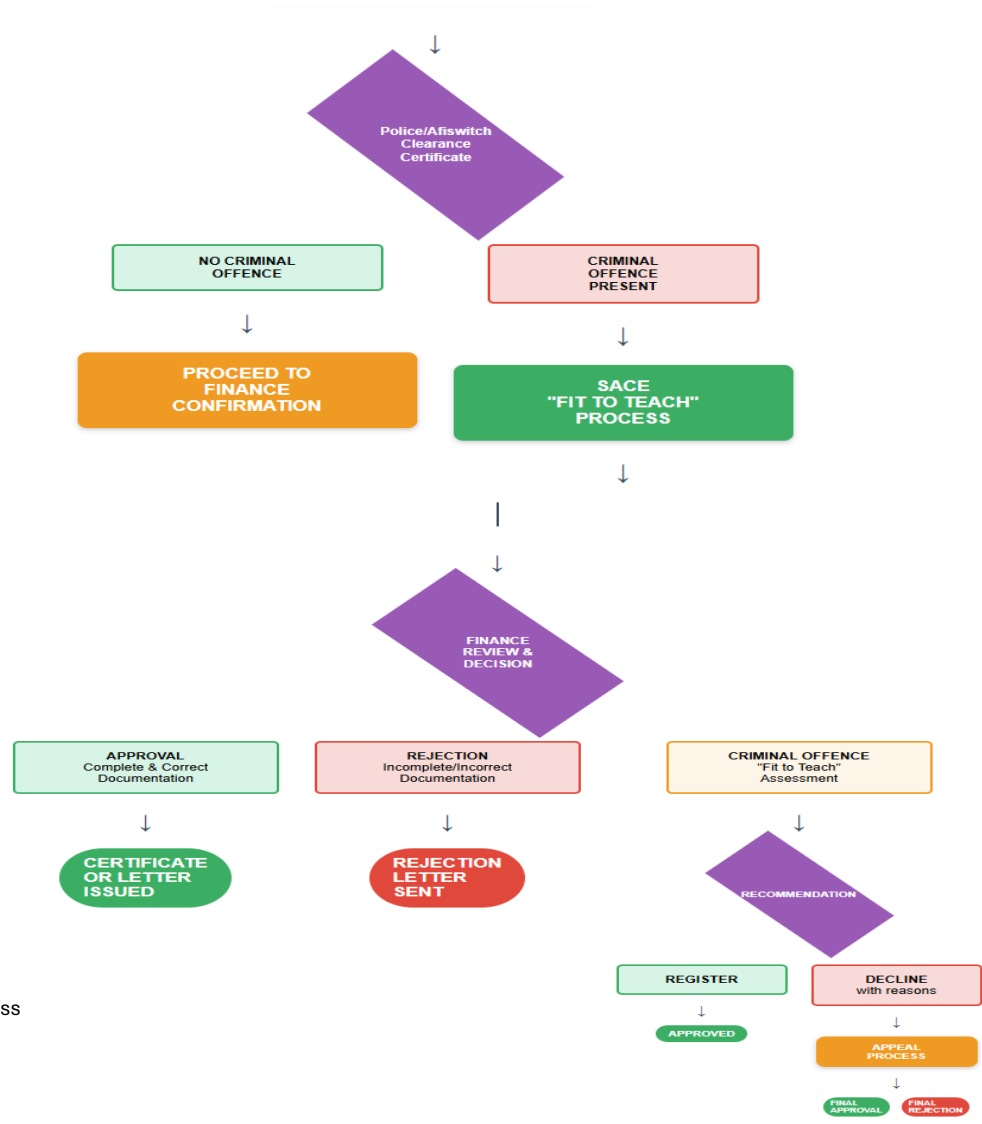 Police/Afiswitch
Clearance
Certificate
NO CRIMINAL
OFFENCE
CRIMINAL
OFFENCE
PRESENT
PROCEED TO
FINANCE
CONFIRMATION
SACE
"FIT TO TEACH"
PROCESS
FINANCE
REVIEW &
DECISION
APPROVAL
Complete & Correct
Documentation
REJECTION
Incomplete/Incorrect
Documentation
CRIMINAL OFFENCE
"Fit to Teach"
Assessment
CERTIFICATE
OR LETTER
ISSUED
REJECTION
LETTER
SENT
RECOMMENDATION
REGISTER
DECLINE
with reasons
APPROVED
APPEAL
PROCESS
FINAL
APPROVAL
FINAL
REJECTION
ss